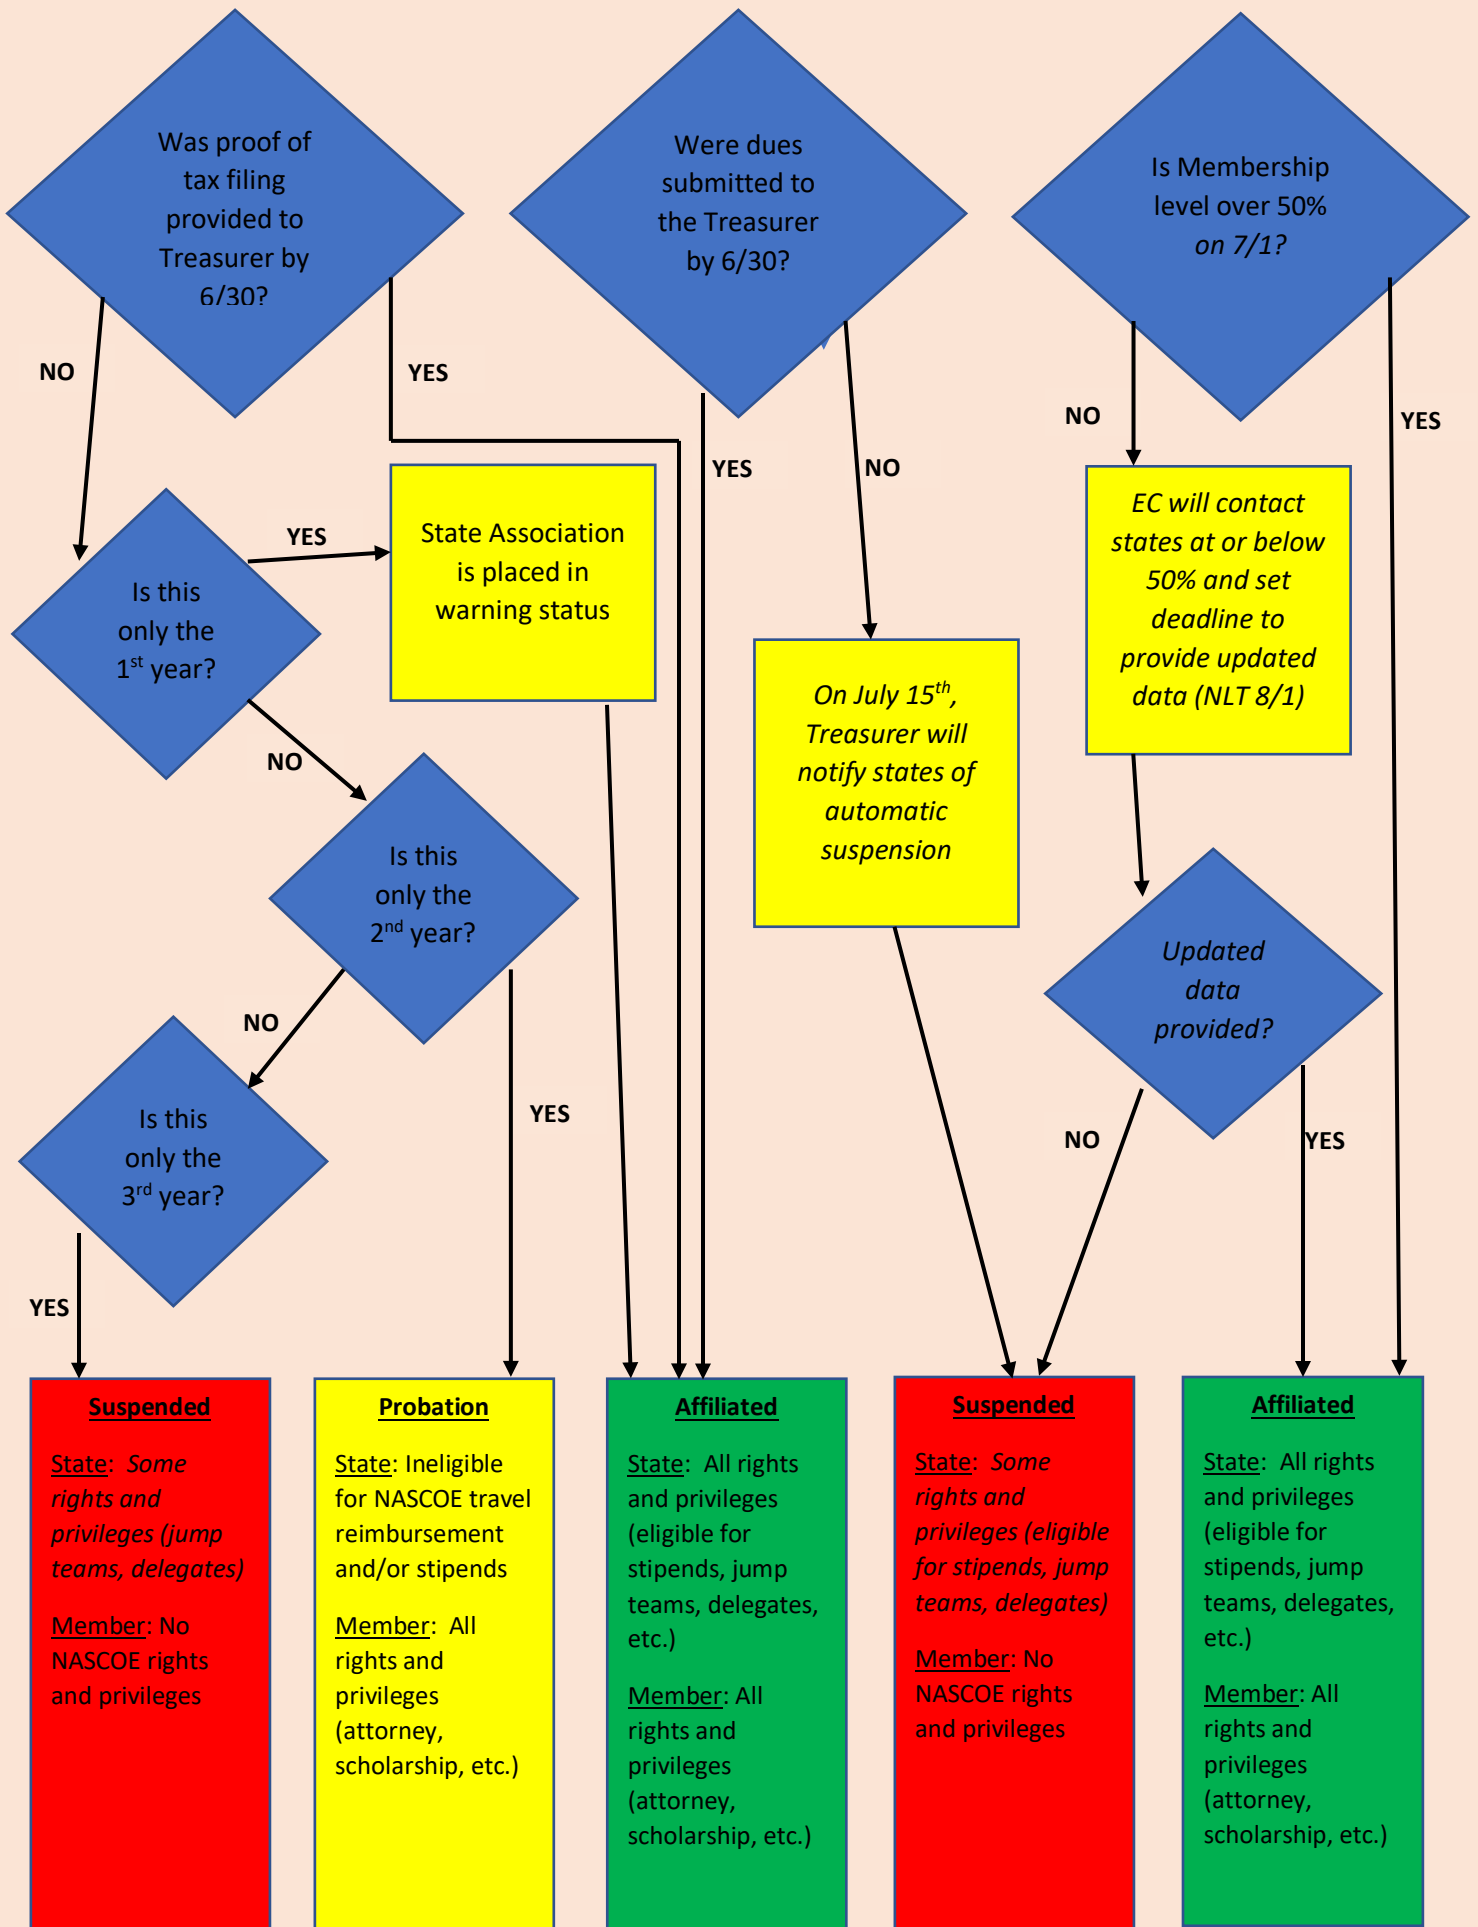 Was proof of
tax filing
provided to
Treasurer by
6/30?
Were dues
submitted to
the Treasurer
by 6/30?
Is Membership
level over 50%
on 7/1?
NO
YES
YES
NO
NO
YES
Is this
only the
1st year?
YES
State Association
is placed in
warning status
NO
EC will contact
states at or below
50% and set
deadline to
provide updated
data (NLT 8/1)
On July 15th,
Treasurer will
notify states of
automatic
suspension
Is this
only the
2nd year?
NO
YES
Updated
data
provided?
NO
YES
Is this
only the
3rd year?
YES
Suspended
State: Some
rights and
privileges (jump
teams, delegates)
Member: No
NASCOE rights
and privileges
Probation
State: Ineligible
for NASCOE travel
reimbursement
and/or stipends
Member: All
rights and
privileges
(attorney,
scholarship, etc.)
Affiliated
State: All rights
and privileges
(eligible for
stipends, jump
teams, delegates,
etc.)
Member: All
rights and
privileges
(attorney,
scholarship, etc.)
Suspended
State: Some
rights and
privileges (eligible
for stipends, jump
teams, delegates)
Member: No
NASCOE rights
and privileges
Affiliated
State: All rights
and privileges
(eligible for
stipends, jump
teams, delegates,
etc.)
Member: All
rights and
privileges
(attorney,
scholarship, etc.)